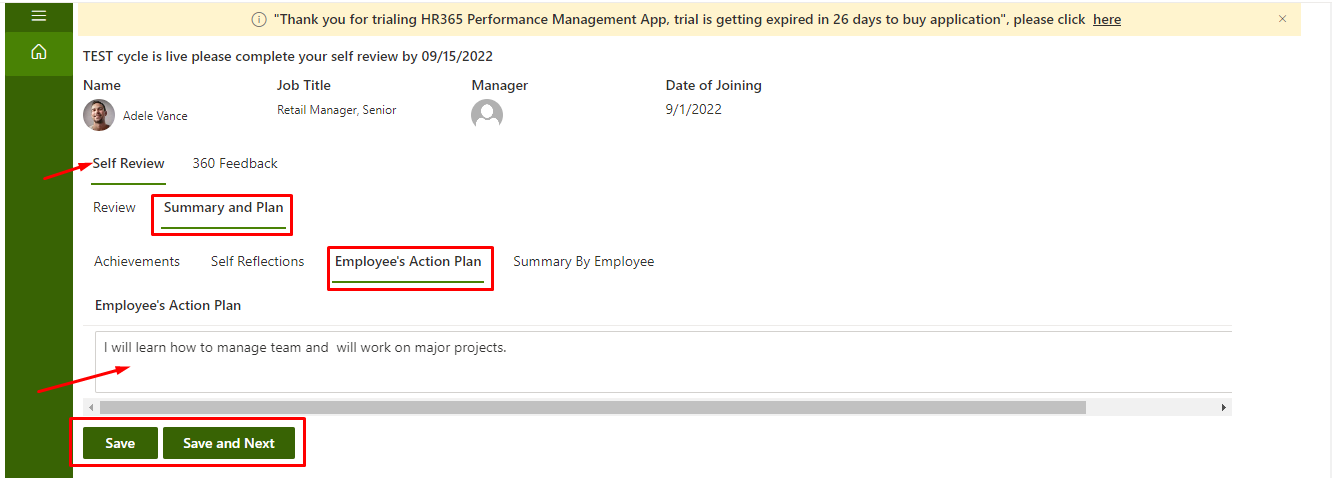 "Thank you for trialing HR365 Performance Management App, trial is getting expired in 26 days to buy application", please click here
TEST cycle is live please complete your self review by 09/15/2022
Name Job Title Manager Date of Joining
Adele Vance Retail Manager, Senior 9/1/2022
Self Review 360 Feedback
Review Summary and Plan
Achievements Self Reflections Employee's Action Plan Summary By Employee
Employee's Action Plan
I will learn how to manage team and  will work on major projects.
Save Save and Next